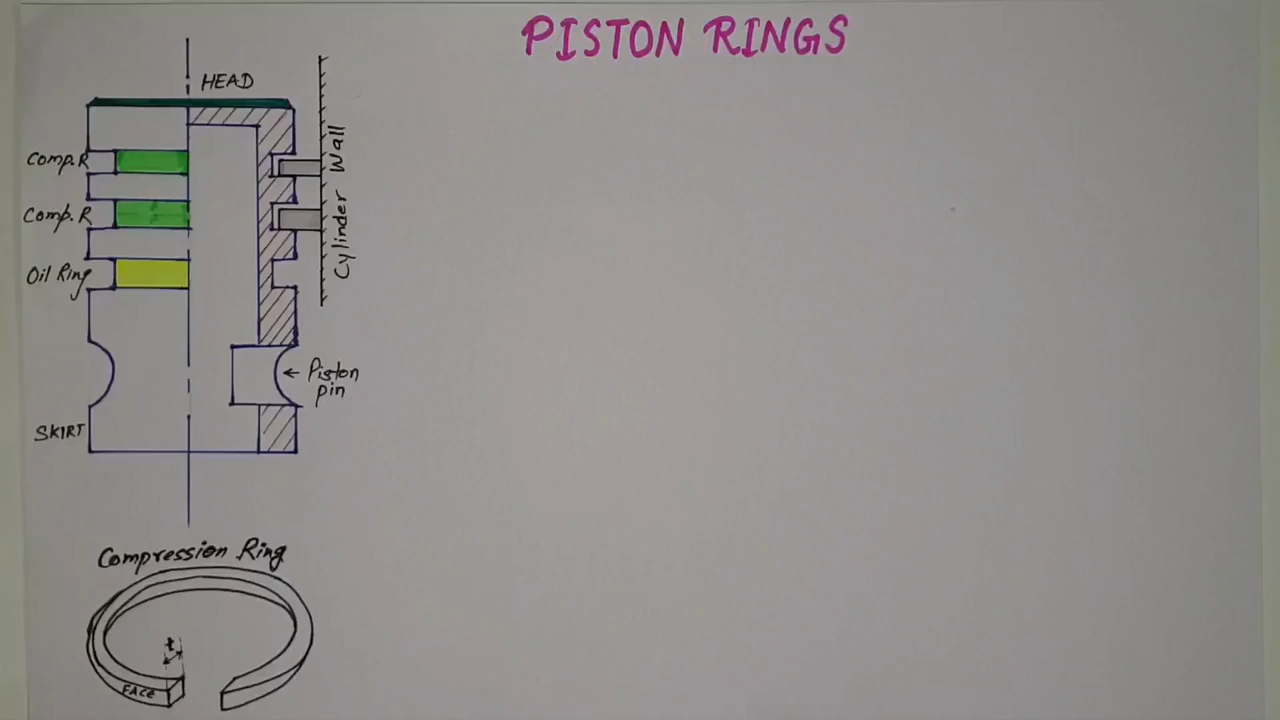 PISTON RINGS
HEAD
Comp.R
Comp.R
Oil Ring
Cylinder Wall
Piston
pin
SKIRT
Compression Ring
t
FACE